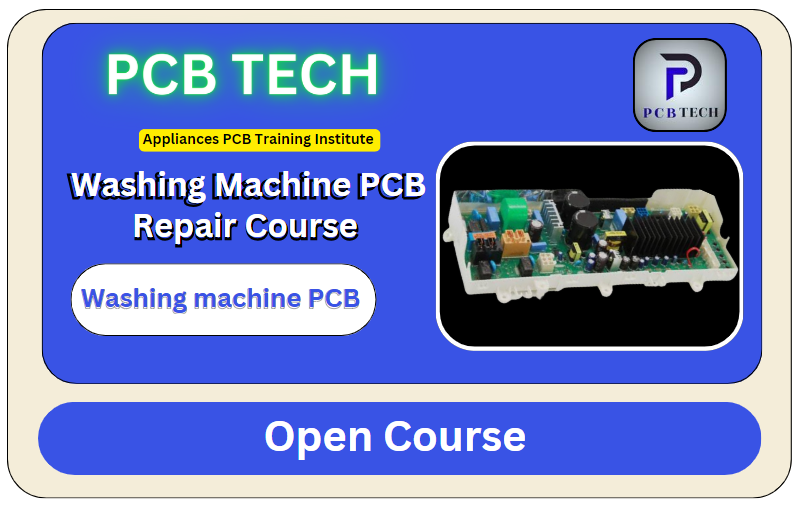 PCB TECH
PCB TECH
Appliances PCB Training Institute
Washing Machine PCB
Repair Course
Washing machine PCB
Open Course